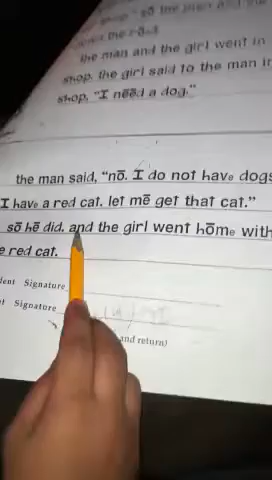 the man and the girl went in
shop. the girl said to the man in
shop, "I nēēd a dog."
the man said, "nō. I do not have dogs
I have a red cat. let mē get that cat."
sō hē did. and the girl went hōme with
e red cat.
dent Signature
t Signature
and return)